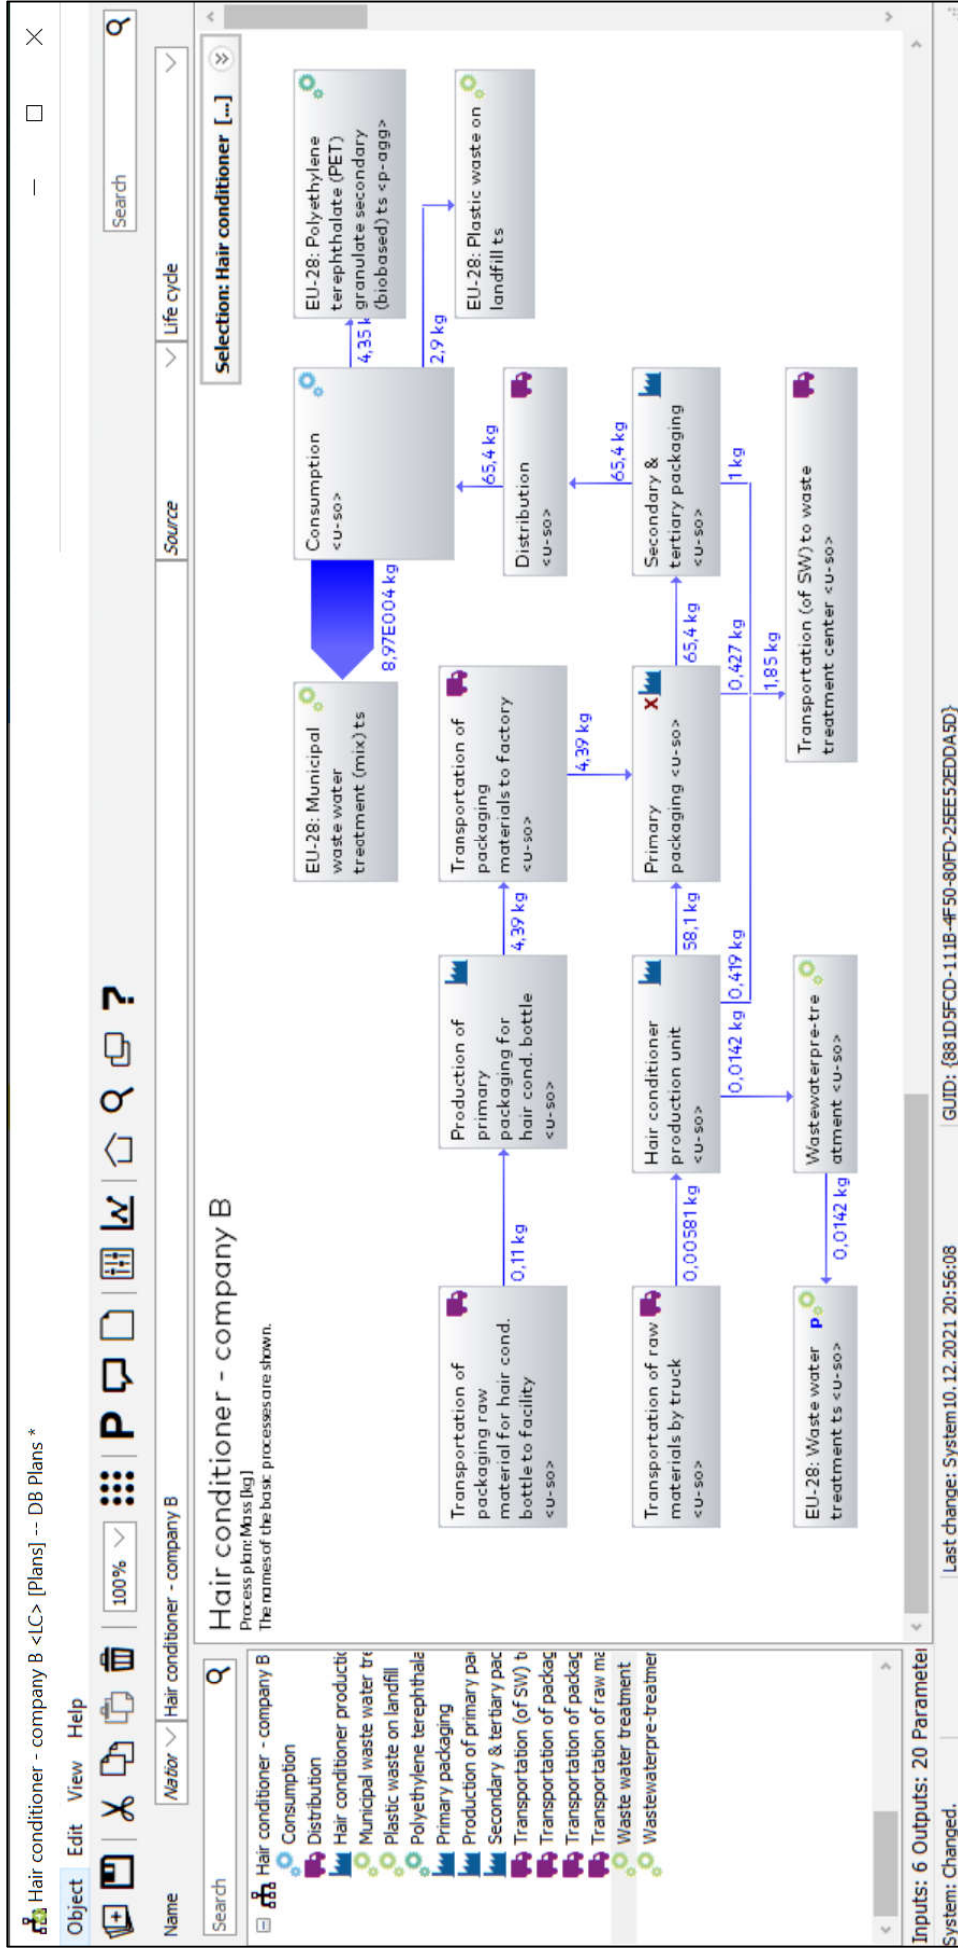 Hair conditioner - company B <LC> [Plans] -- DB Plans *
Object Edit View Help
100%
P
?
Search
Name
Nation
Hair conditioner - company B
Source
Life cycle
Search
Hair conditioner - company B
Consumption
Distribution
Hair conditioner productic
Municipal waste water tre
Plastic waste on landfill
Polyethylene terephthala
Primary packaging
Production of primary pa
Secondary & tertiary pac
Transportation (of SW) t
Transportation of packag
Transportation of packag
Transportation of raw ma
Waste water treatment
Wastewaterpre-treatmer
Hair conditioner - company B
Process plan: Mass [kg]
The names of the basic processes are shown.
Selection: Hair conditioner [...]
EU-28: Municipal
waste water
treatment (mix) ts
8,97E004 kg
Consumption
<u-so>
4,35 k
2,9 kg
EU-28: Polyethylene
terephthalate (PET)
granulate secondary
(biobased) ts <p-agg>
EU-28: Plastic waste on
landfill ts
Transportation of
packaging raw
material for hair cond.
bottle to facility
<u-so>
0,11 kg
Production of
primary
packaging for
hair cond. bottle
<u-so>
4,39 kg
Transportation of
packaging
materials to factory
<u-so>
4,39 kg
65,4 kg
Distribution
<u-so>
65,4 kg
Transportation of raw
materials by truck
<u-so>
0,00581 kg
Hair conditioner
production unit
<u-so>
58,1 kg
Primary
packaging <u-so>
X
65,4 kg
Secondary &
tertiary packaging
<u-so>
0,0142 kg
0,419 kg
0,427 kg
1 kg
1,85 kg
EU-28: Waste water
treatment ts <u-so>
P
0,0142 kg
Wastewaterpre-tre
atment <u-so>
Transportation (of SW) to waste
treatment center <u-so>
Inputs: 6 Outputs: 20 Parameter
System: Changed.
Last change: System 10.12.2021 20:56:08
GUID: {881D5FCD-111B-4F50-80FD-25EE52EDDA5D}